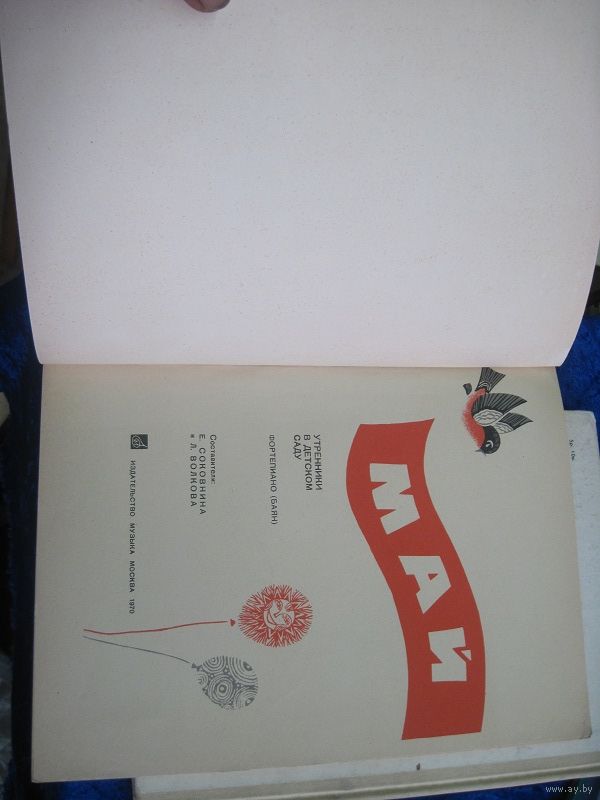 МАЙ
УТРЕННИКИ
В ДЕТСКОМ
САДУ
ФОРТЕПИАНО (БАЯН)
Составители:
Е. СОКОВНИНА
и Л. ВОЛКОВА
ИЗДАТЕЛЬСТВО МУЗЫКА МОСКВА 1970
www.ay.by